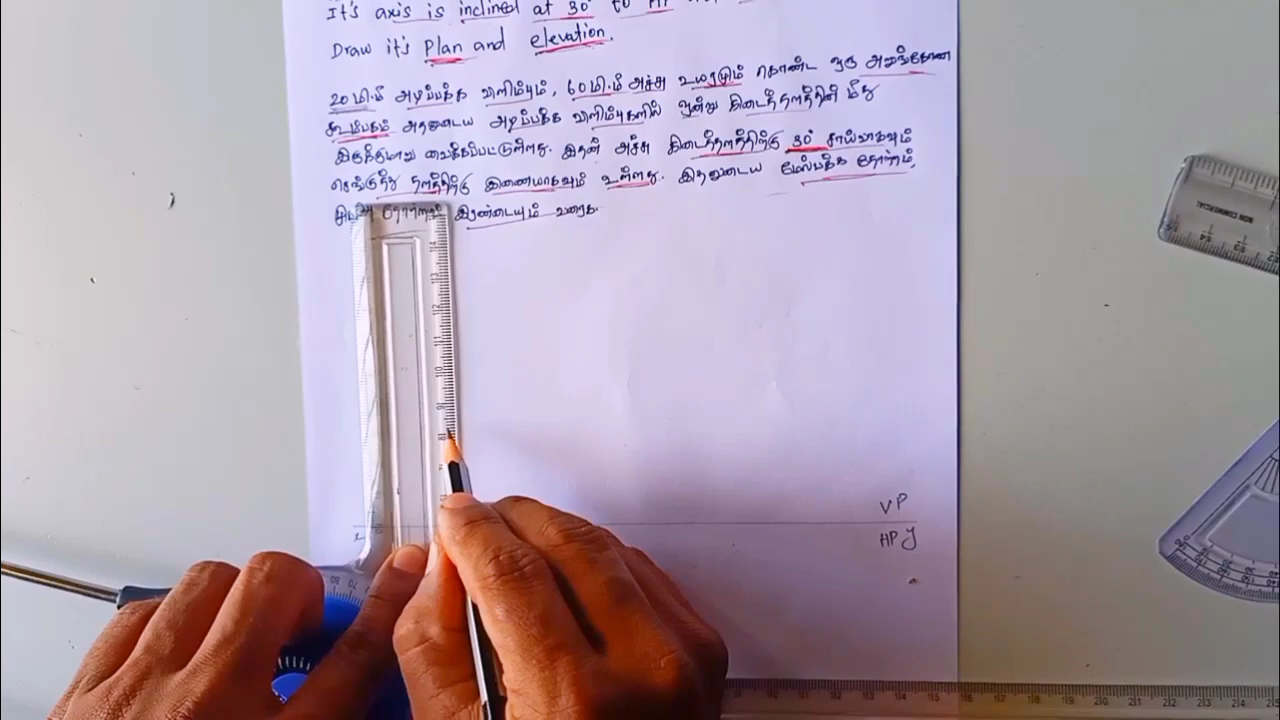 It's axis is inclined at 30° to HP
Draw it's Plan and elevation.
20 மி.மீ அடிப்பக்க விளிம்பும், 60 மி.மீ அச்சு உயரமும் கொண்ட ஒரு அறுங்கோண
கூம்பகம் அதனுடைய அடிப்பக்க விளிம்புகளில் ஒன்று கிடைத்தளத்தின் மீது
இருக்குமாறு வைக்கப்பட்டுள்ளது. இதன் அச்சு கிடைத்தளத்திற்கு 30° சாய்வாகவும்
செங்குத்து தளத்திற்கு இணையாகவும் உள்ளது. இதனுடைய மேல்பக்க தோற்றம்,
இரண்டையும் வரைக.
VP
HP y
NON COMMERCIAL